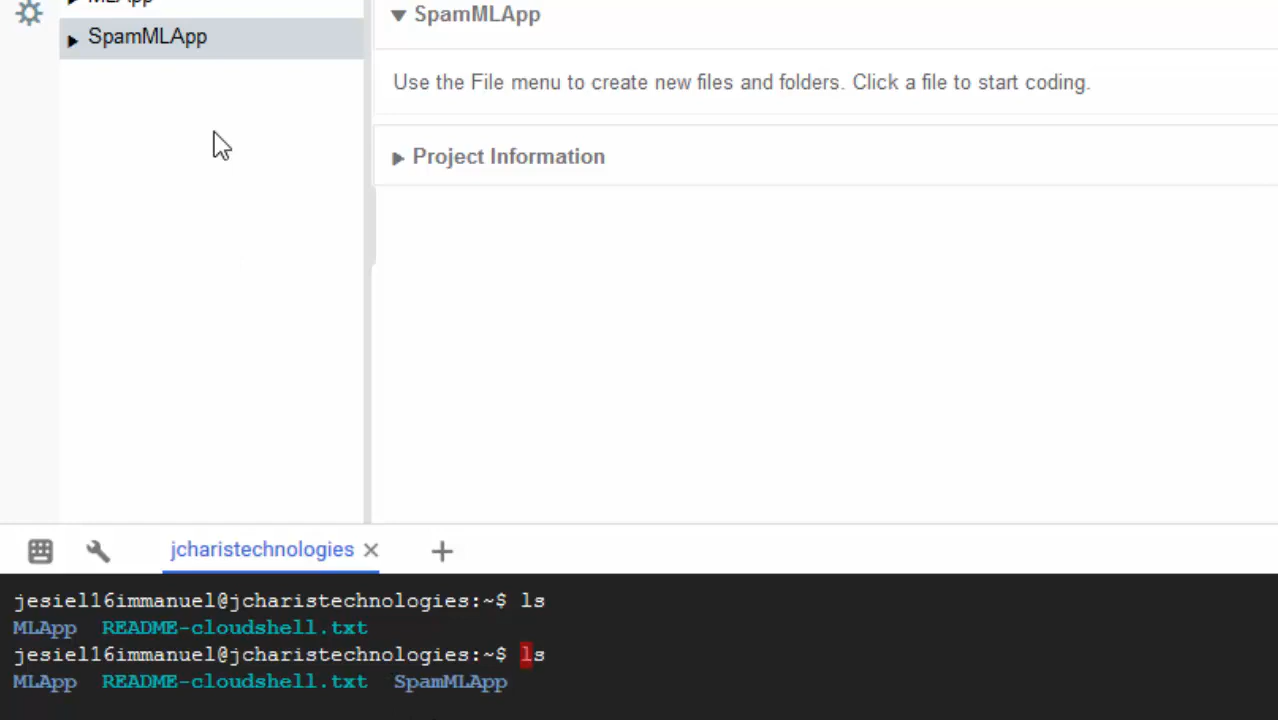 MLApp
SpamMLApp
SpamMLApp
Use the File menu to create new files and folders. Click a file to start coding.
Project Information
jcharistechnologies
jesiel16immanuel@jcharistechnologies:~$ ls
MLApp README-cloudshell.txt
jesiel16immanuel@jcharistechnologies:~$ ls
MLApp README-cloudshell.txt SpamMLApp